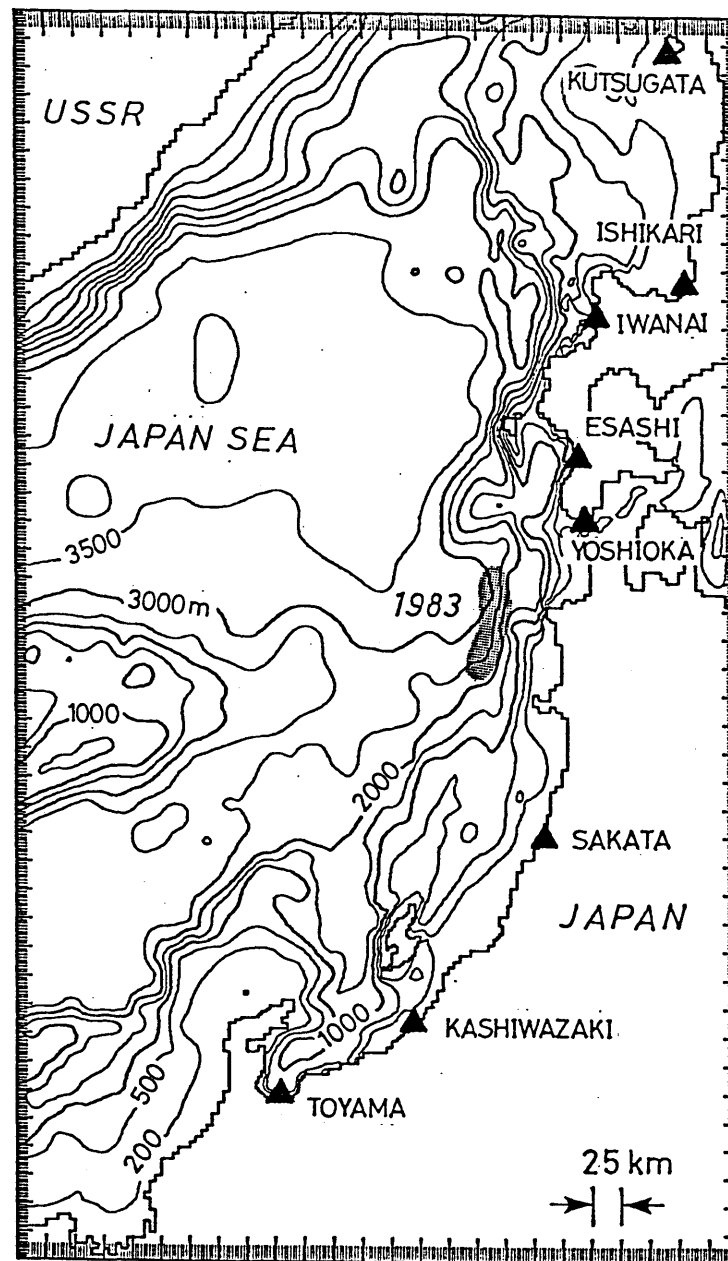 KUTSUGATA
USSR
ISHIKARI
IWANAI
JAPAN SEA
ESASHI
3500
YOSHIOKA
3000m
1983
1000
2000
SAKATA
JAPAN
1000
KASHIWAZAKI
500
TOYAMA
200
25 km